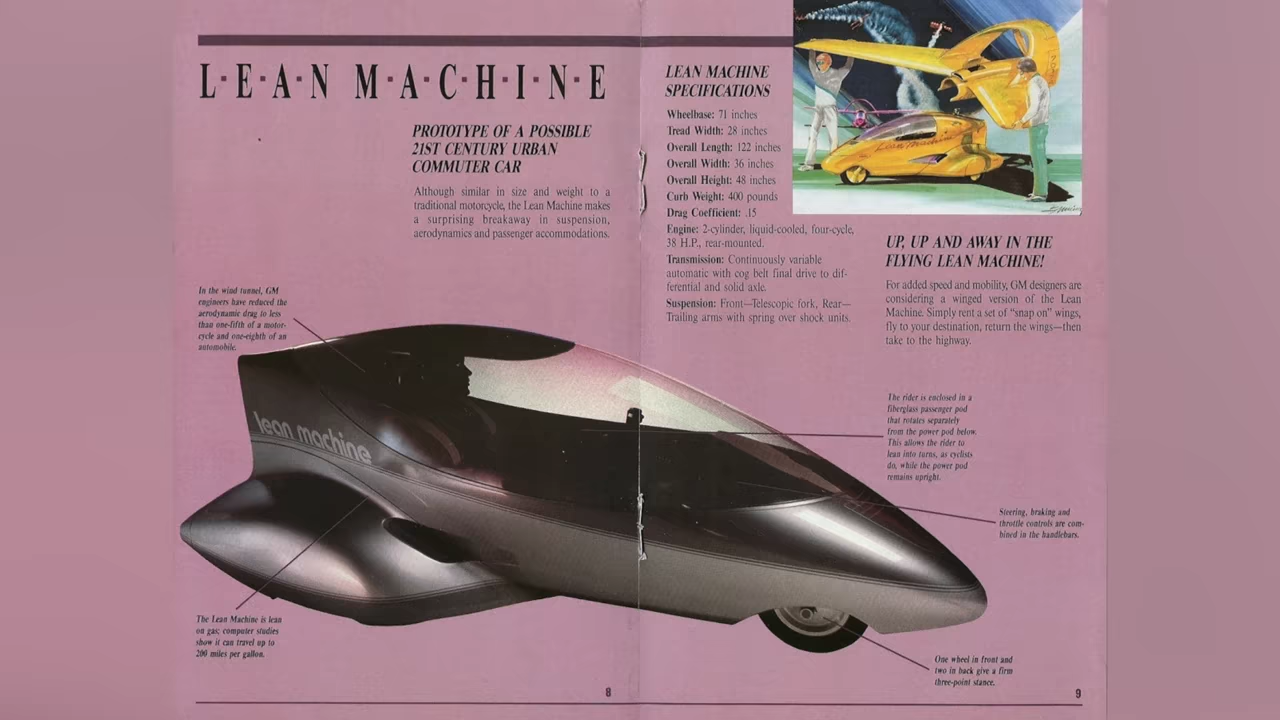 L·E·A·N M·A·C·H·I·N·E
PROTOTYPE OF A POSSIBLE
21ST CENTURY URBAN
COMMUTER CAR
Although similar in size and weight to a
traditional motorcycle, the Lean Machine makes
a surprising breakaway in suspension,
aerodynamics and passenger accommodations.
In the wind tunnel, GM
engineers have reduced the
aerodynamic drag to less
than one-fifth of a motor-
cycle and one-eighth of an
automobile.
lean machine
The Lean Machine is lean
on gas; computer studies
show it can travel up to
200 miles per gallon.
8
LEAN MACHINE
SPECIFICATIONS
Wheelbase: 71 inches
Tread Width: 28 inches
Overall Length: 122 inches
Overall Width: 36 inches
Overall Height: 48 inches
Curb Weight: 400 pounds
Drag Coefficient: .15
Engine: 2-cylinder, liquid-cooled, four-cycle,
38 H.P., rear-mounted.
Transmission: Continuously variable
automatic with cog belt final drive to dif-
ferential and solid axle.
Suspension: Front—Telescopic fork, Rear—
Trailing arms with spring over shock units.
Lean Machine
UP, UP AND AWAY IN THE
FLYING LEAN MACHINE!
For added speed and mobility, GM designers are
considering a winged version of the Lean
Machine. Simply rent a set of “snap on” wings,
fly to your destination, return the wings—then
take to the highway.
The rider is enclosed in a
fiberglass passenger pod
that rotates separately
from the power pod below.
This allows the rider to
lean into turns, as cyclists
do, while the power pod
remains upright.
Steering, braking and
throttle controls are com-
bined in the handlebars.
One wheel in front and
two in back give a firm
three-point stance.
9